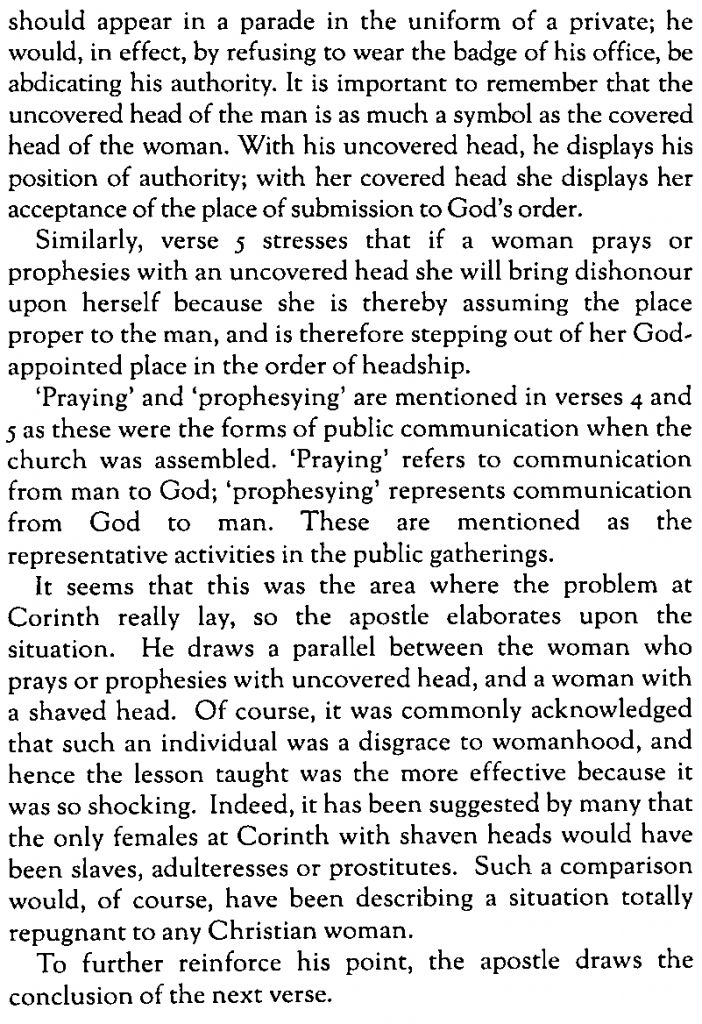 should appear in a parade in the uniform of a private; he
would, in effect, by refusing to wear the badge of his office, be
abdicating his authority. It is important to remember that the
uncovered head of the man is as much a symbol as the covered
head of the woman. With his uncovered head, he displays his
position of authority; with her covered head she displays her
acceptance of the place of submission to God's order.
Similarly, verse 5 stresses that if a woman prays or
prophesies with an uncovered head she will bring dishonour
upon herself because she is thereby assuming the place
proper to the man, and is therefore stepping out of her God-
appointed place in the order of headship.
‘Praying’ and ‘prophesying’ are mentioned in verses 4 and
5 as these were the forms of public communication when the
church was assembled. ‘Praying’ refers to communication
from man to God; ‘prophesying’ represents communication
from God to man. These are mentioned as the
representative activities in the public gatherings.
It seems that this was the area where the problem at
Corinth really lay, so the apostle elaborates upon the
situation. He draws a parallel between the woman who
prays or prophesies with uncovered head, and a woman with
a shaved head. Of course, it was commonly acknowledged
that such an individual was a disgrace to womanhood, and
hence the lesson taught was the more effective because it
was so shocking. Indeed, it has been suggested by many that
the only females at Corinth with shaven heads would have
been slaves, adulteresses or prostitutes. Such a comparison
would, of course, have been describing a situation totally
repugnant to any Christian woman.
To further reinforce his point, the apostle draws the
conclusion of the next verse.